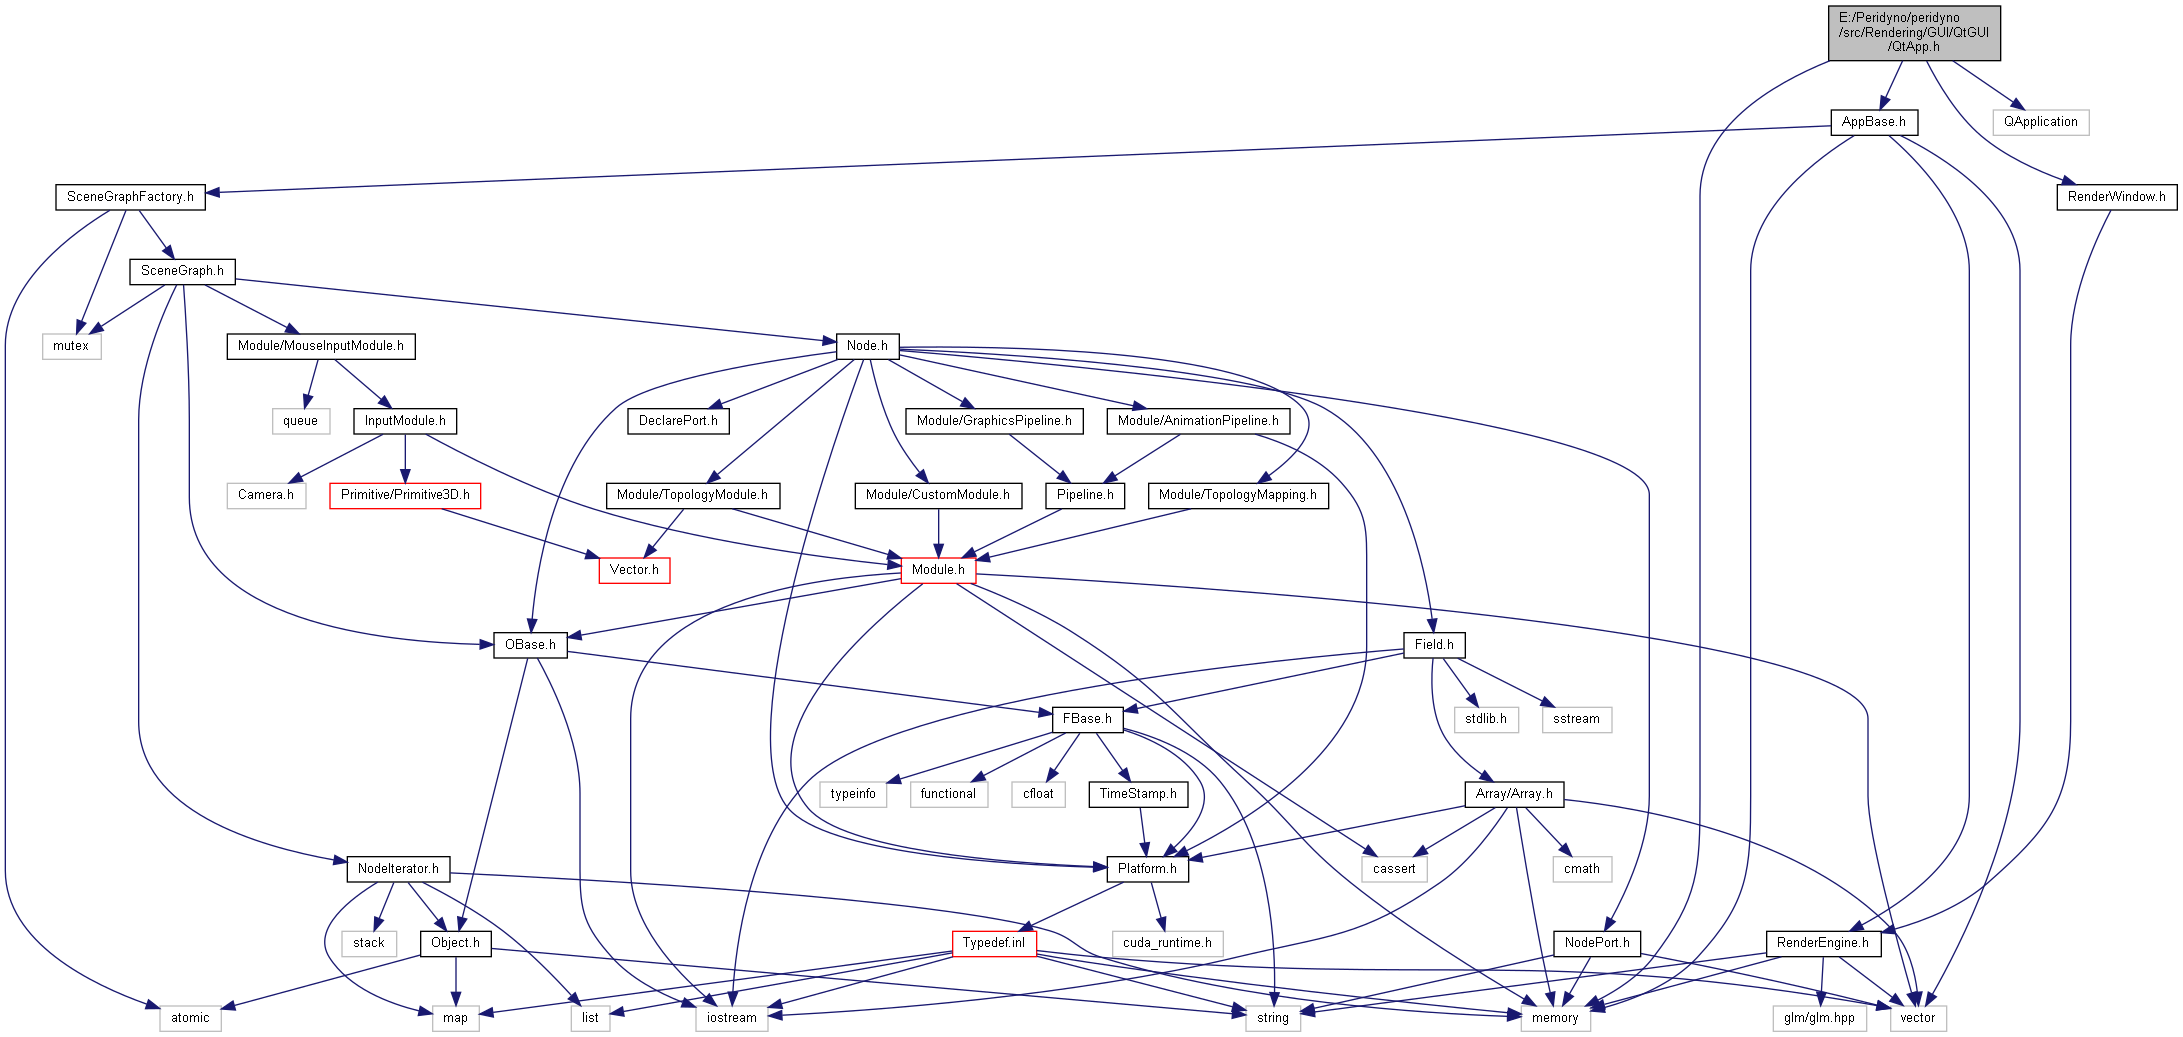 E:/Peridyno/peridyno
/src/Rendering/GUI/QtGUI
/QtApp.h
AppBase.h
QApplication
SceneGraphFactory.h
RenderWindow.h
SceneGraph.h
mutex
Module/MouseInputModule.h
Node.h
queue
InputModule.h
DeclarePort.h
Module/GraphicsPipeline.h
Module/AnimationPipeline.h
Camera.h
Primitive/Primitive3D.h
Module/TopologyModule.h
Module/CustomModule.h
Pipeline.h
Module/TopologyMapping.h
Vector.h
Module.h
OBase.h
Field.h
FBase.h
stdlib.h
sstream
typeinfo
functional
cfloat
TimeStamp.h
Array/Array.h
NodeIterator.h
Platform.h
cassert
cmath
stack
Object.h
Typedef.inl
cuda_runtime.h
NodePort.h
RenderEngine.h
atomic
map
list
iostream
string
memory
glm/glm.hpp
vector